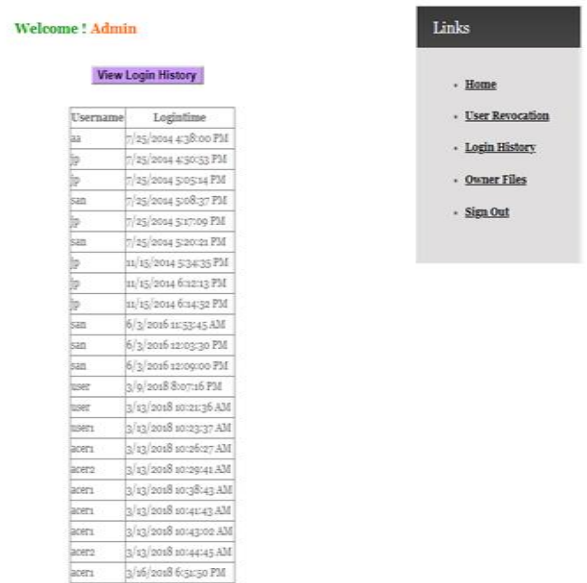 Welcome ! Admin
View Login History
Username Logintime
aa 7/25/2014 4:38:00 PM
jp 7/25/2014 4:50:53 PM
jp 7/25/2014 5:05:14 PM
san 7/25/2014 5:08:37 PM
jp 7/25/2014 5:17:09 PM
san 7/25/2014 5:20:21 PM
jp 11/15/2014 5:34:35 PM
jp 11/15/2014 6:12:13 PM
jp 11/15/2014 6:14:52 PM
san 6/3/2016 11:53:45 AM
san 6/3/2016 12:03:30 PM
san 6/3/2016 12:09:00 PM
user 3/9/2018 8:07:16 PM
user 3/13/2018 10:21:36 AM
user1 3/13/2018 10:23:37 AM
acer1 3/13/2018 10:26:27 AM
acer2 3/13/2018 10:29:41 AM
acer1 3/13/2018 10:38:43 AM
acer1 3/13/2018 10:41:43 AM
acer1 3/13/2018 10:43:02 AM
acer2 3/13/2018 10:44:45 AM
acer1 3/16/2018 6:51:50 PM
Links
Home
User Revocation
Login History
Owner Files
Sign Out